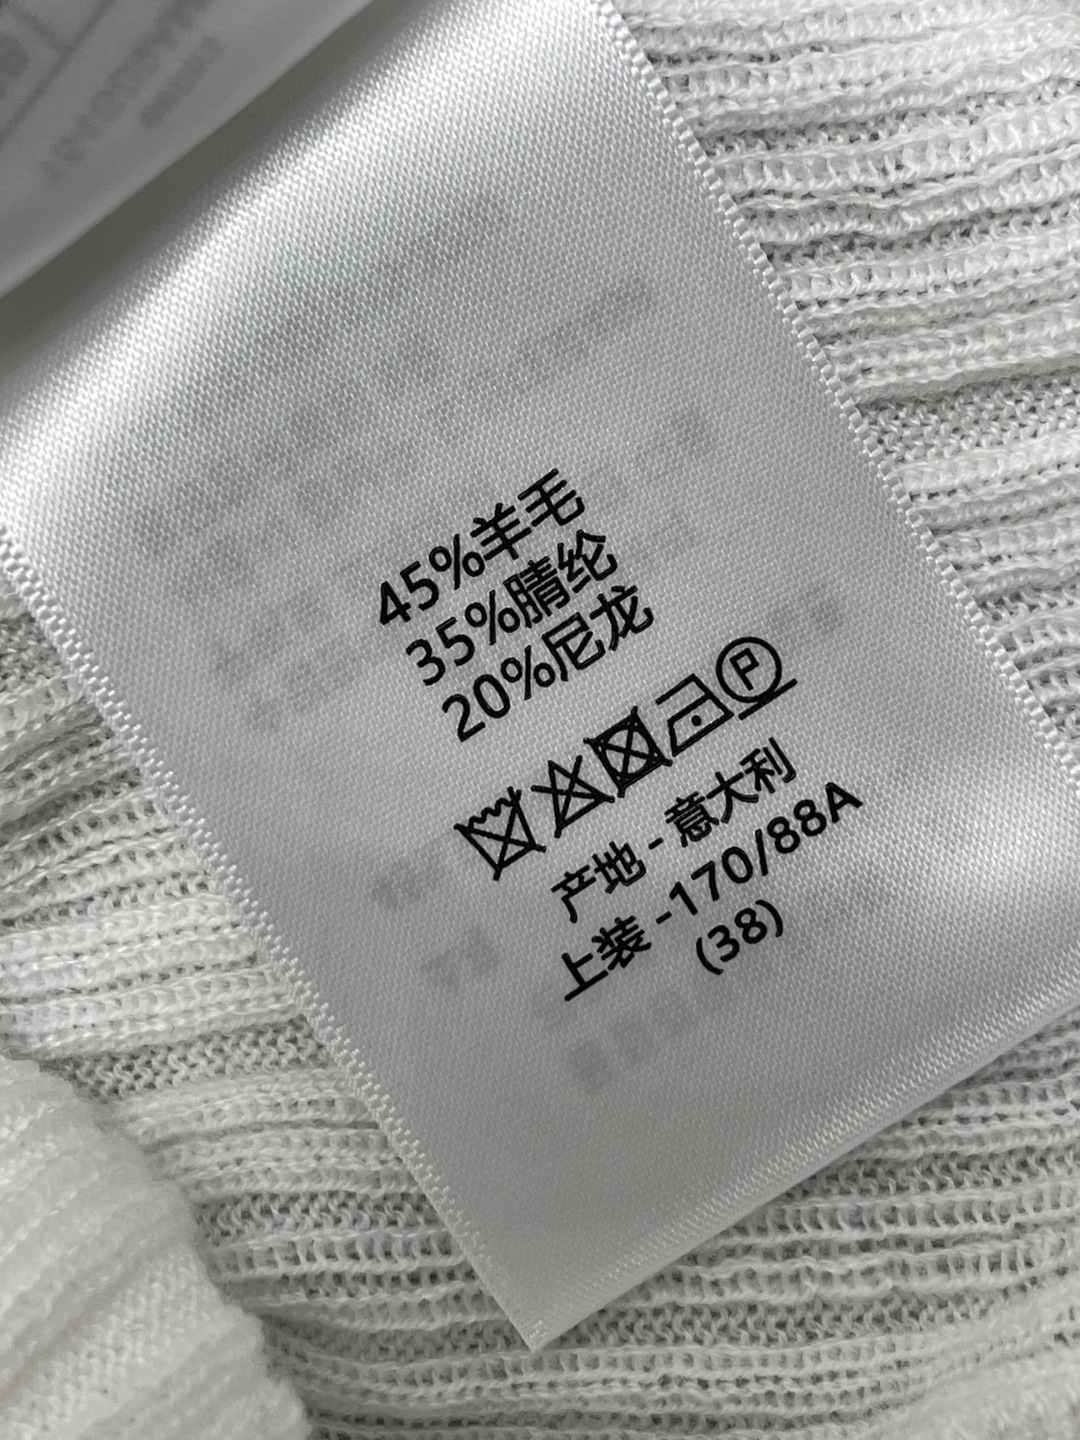 45%羊毛
35%腈纶
20%尼龙
P
产地 - 意大利
上装 -170/88A
(38)